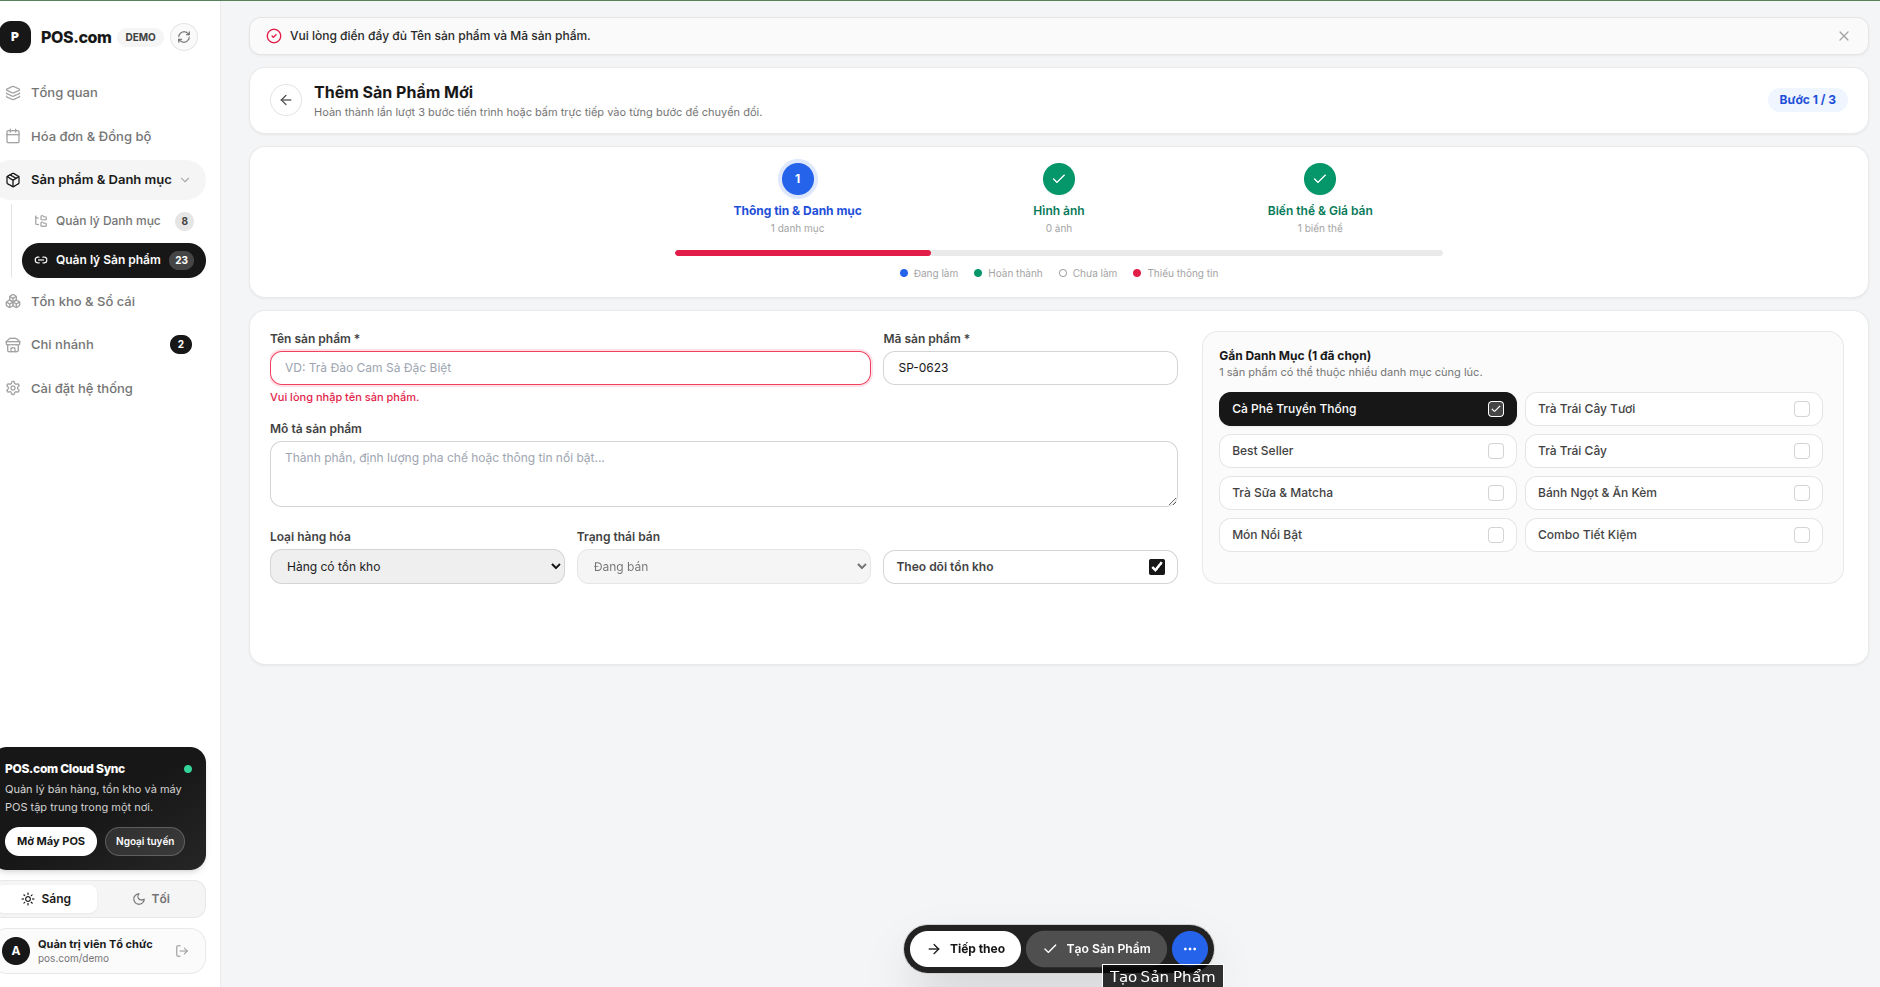 P POS.com DEMO
Tổng quan
Hóa đơn & Đồng bộ
Sản phẩm & Danh mục
Quản lý Danh mục 8
Quản lý Sản phẩm 23
Tồn kho & Sổ cái
Chi nhánh 2
Cài đặt hệ thống
POS.com Cloud Sync
Quản lý bán hàng, tồn kho và máy
POS tập trung trong một nơi.
Mở Máy POS Ngoại tuyến
Sáng Tối
A Quản trị viên Tổ chức
pos.com/demo
Vui lòng điền đầy đủ Tên sản phẩm và Mã sản phẩm.
Thêm Sản Phẩm Mới
Hoàn thành lần lượt 3 bước tiến trình hoặc bấm trực tiếp vào từng bước để chuyển đổi.
Bước 1 / 3
1
Thông tin & Danh mục Hình ảnh Biến thể & Giá bán
1 danh mục 0 ảnh 1 biến thể
Đang làm Hoàn thành Chưa làm Thiếu thông tin
Tên sản phẩm * Mã sản phẩm *
VD: Trà Đào Cam Sả Đặc Biệt SP-0623
Vui lòng nhập tên sản phẩm.
Mô tả sản phẩm
Thành phần, định lượng pha chế hoặc thông tin nổi bật...
Loại hàng hóa Trạng thái bán
Hàng có tồn kho Đang bán Theo dõi tồn kho
Gắn Danh Mục (1 đã chọn)
1 sản phẩm có thể thuộc nhiều danh mục cùng lúc.
Cà Phê Truyền Thống Trà Trái Cây Tươi
Best Seller Trà Trái Cây
Trà Sữa & Matcha Bánh Ngọt & Ăn Kèm
Món Nổi Bật Combo Tiết Kiệm
Tiếp theo Tạo Sản Phẩm
Tạo Sản Phẩm